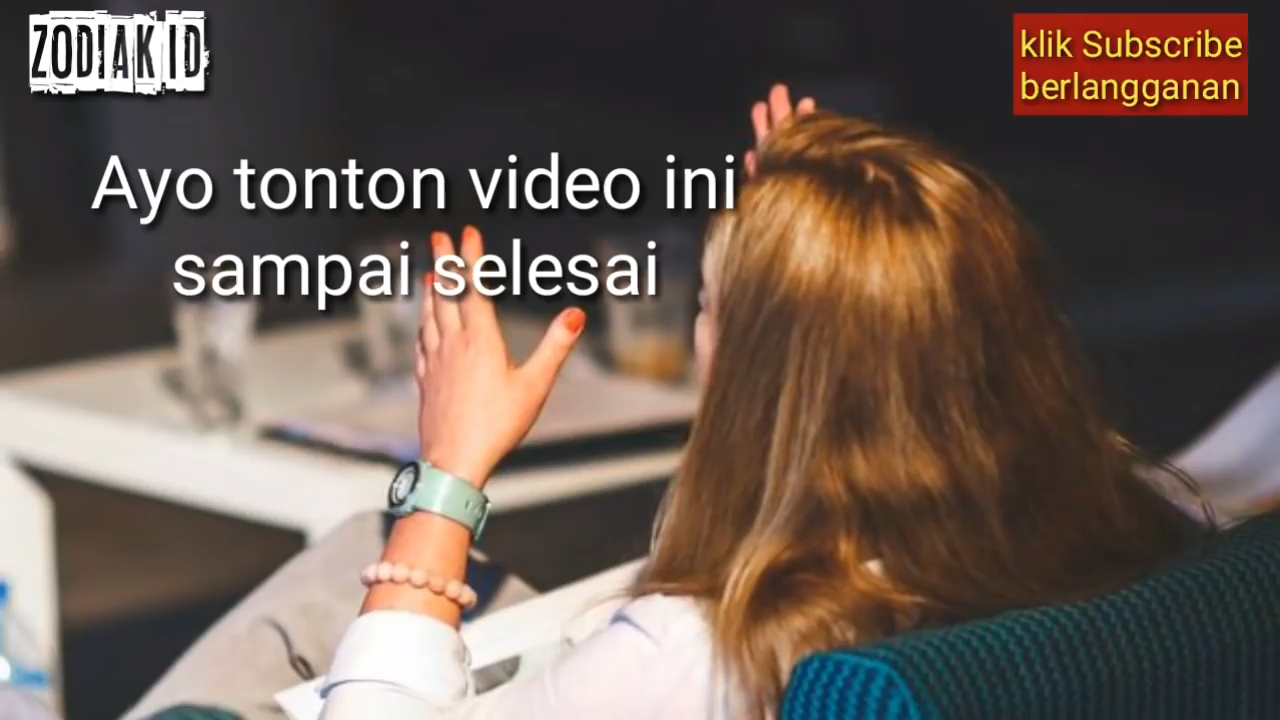 ZODIAK.ID
klik Subscribe
berlangganan
Ayo tonton video ini
sampai selesai